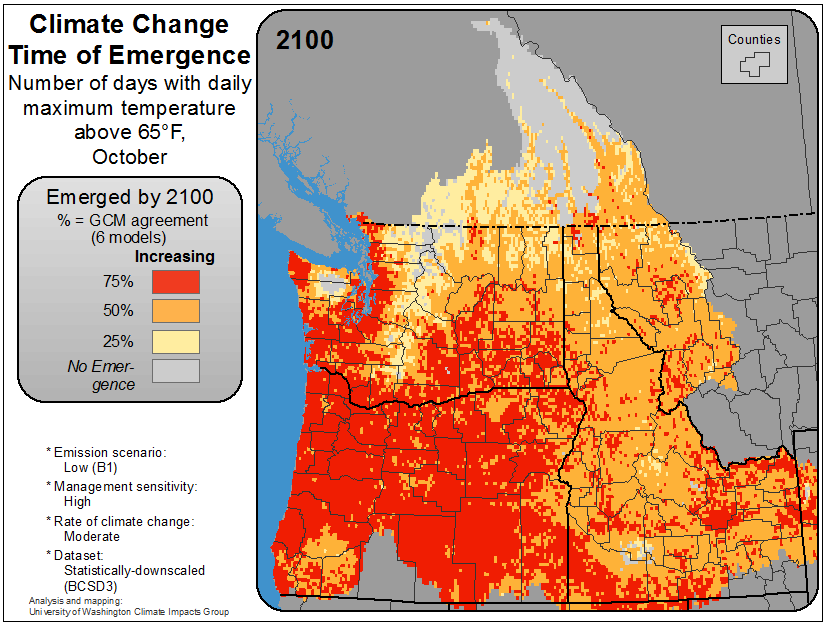 Climate Change
Time of Emergence
Number of days with daily
maximum temperature
above 65°F,
October
Emerged by 2100
% = GCM agreement
(6 models)
Increasing
75%
50%
25%
No Emer-
gence
* Emission scenario:
Low (B1)
* Management sensitivity:
High
* Rate of climate change:
Moderate
* Dataset:
Statistically-downscaled
(BCSD3)
Analysis and mapping:
University of Washington Climate Impacts Group
2100
Counties